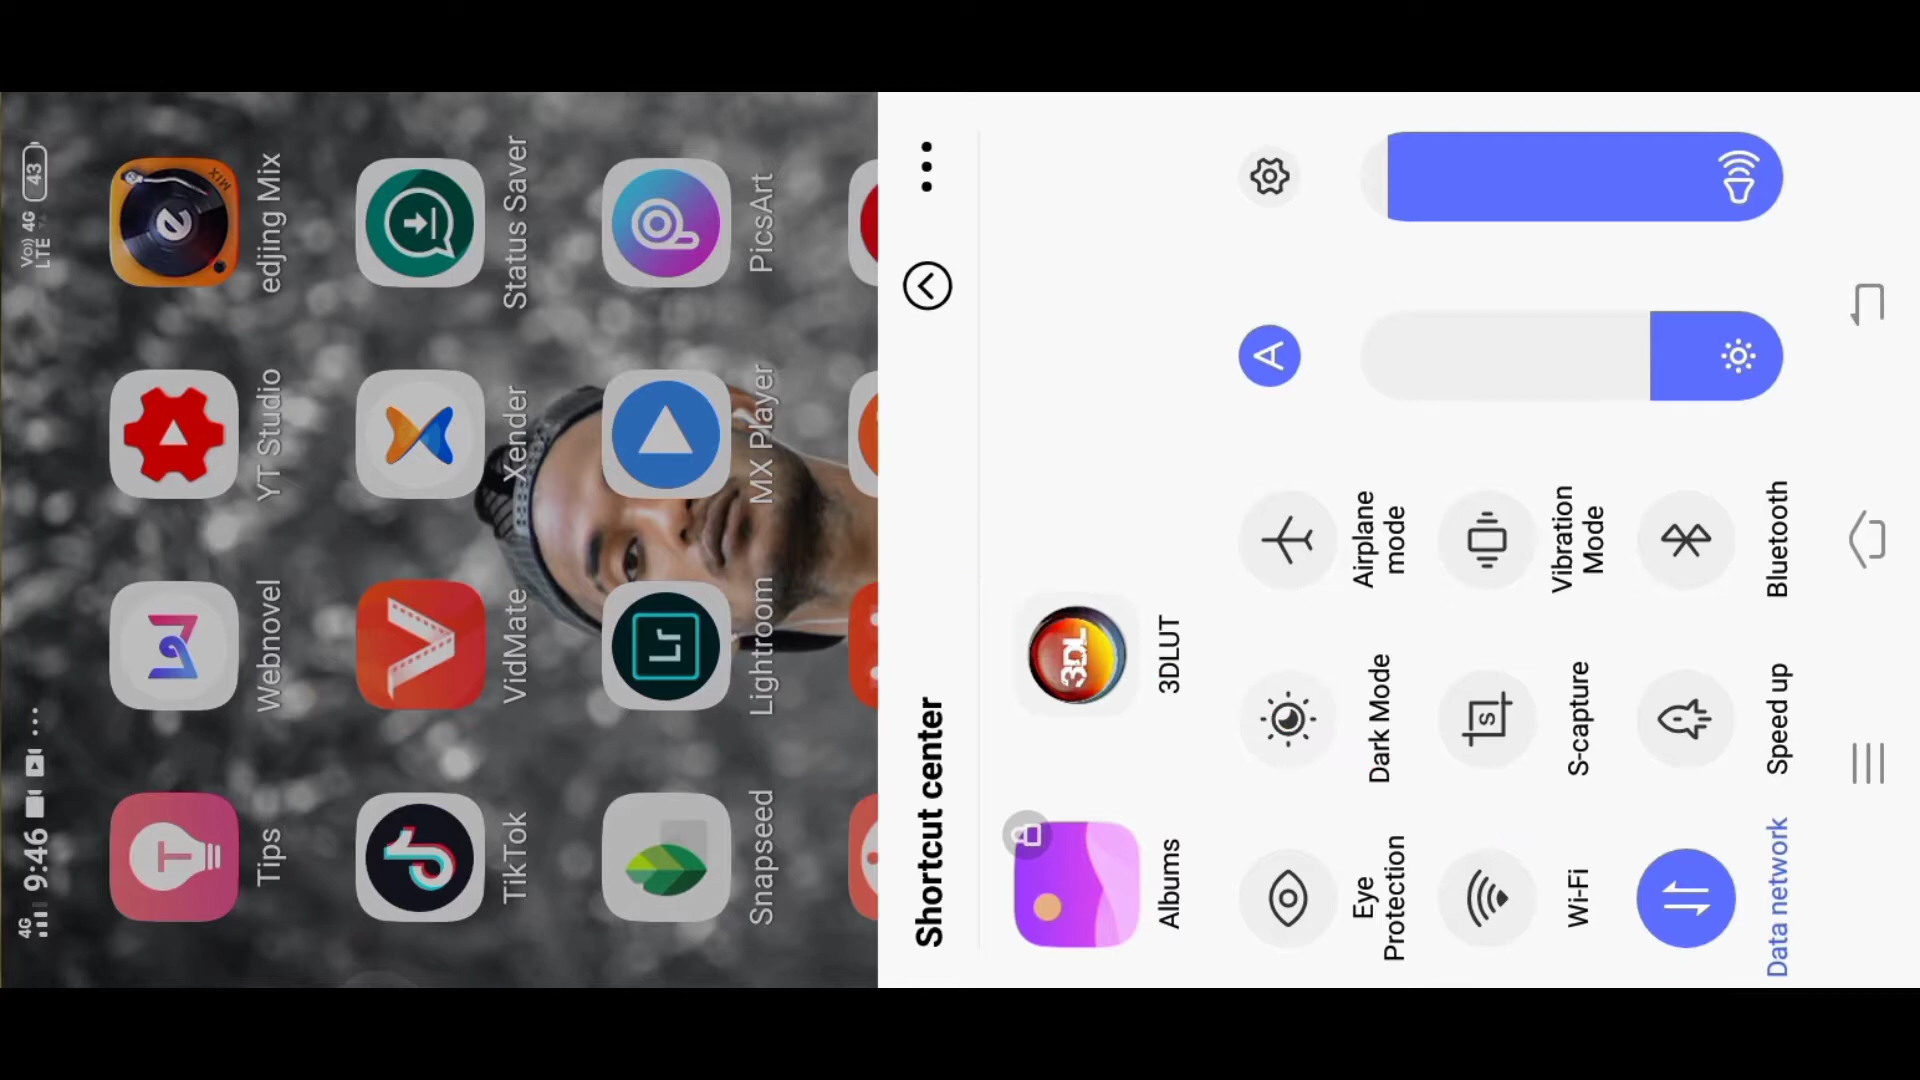 4G 9:46 ... Vo)) LTE 4G 43
Tips
Webnovel
YT Studio
edjing Mix
TikTok
VidMate
Xender
Status Saver
Snapseed
Lr
Lightroom
MX Player
PicsArt
Shortcut center
Albums
3DL
3DLUT
Eye
Protection
Dark Mode
Airplane
mode
A
Wi-Fi
S
S-capture
Vibration
Mode
Data network
Speed up
Bluetooth